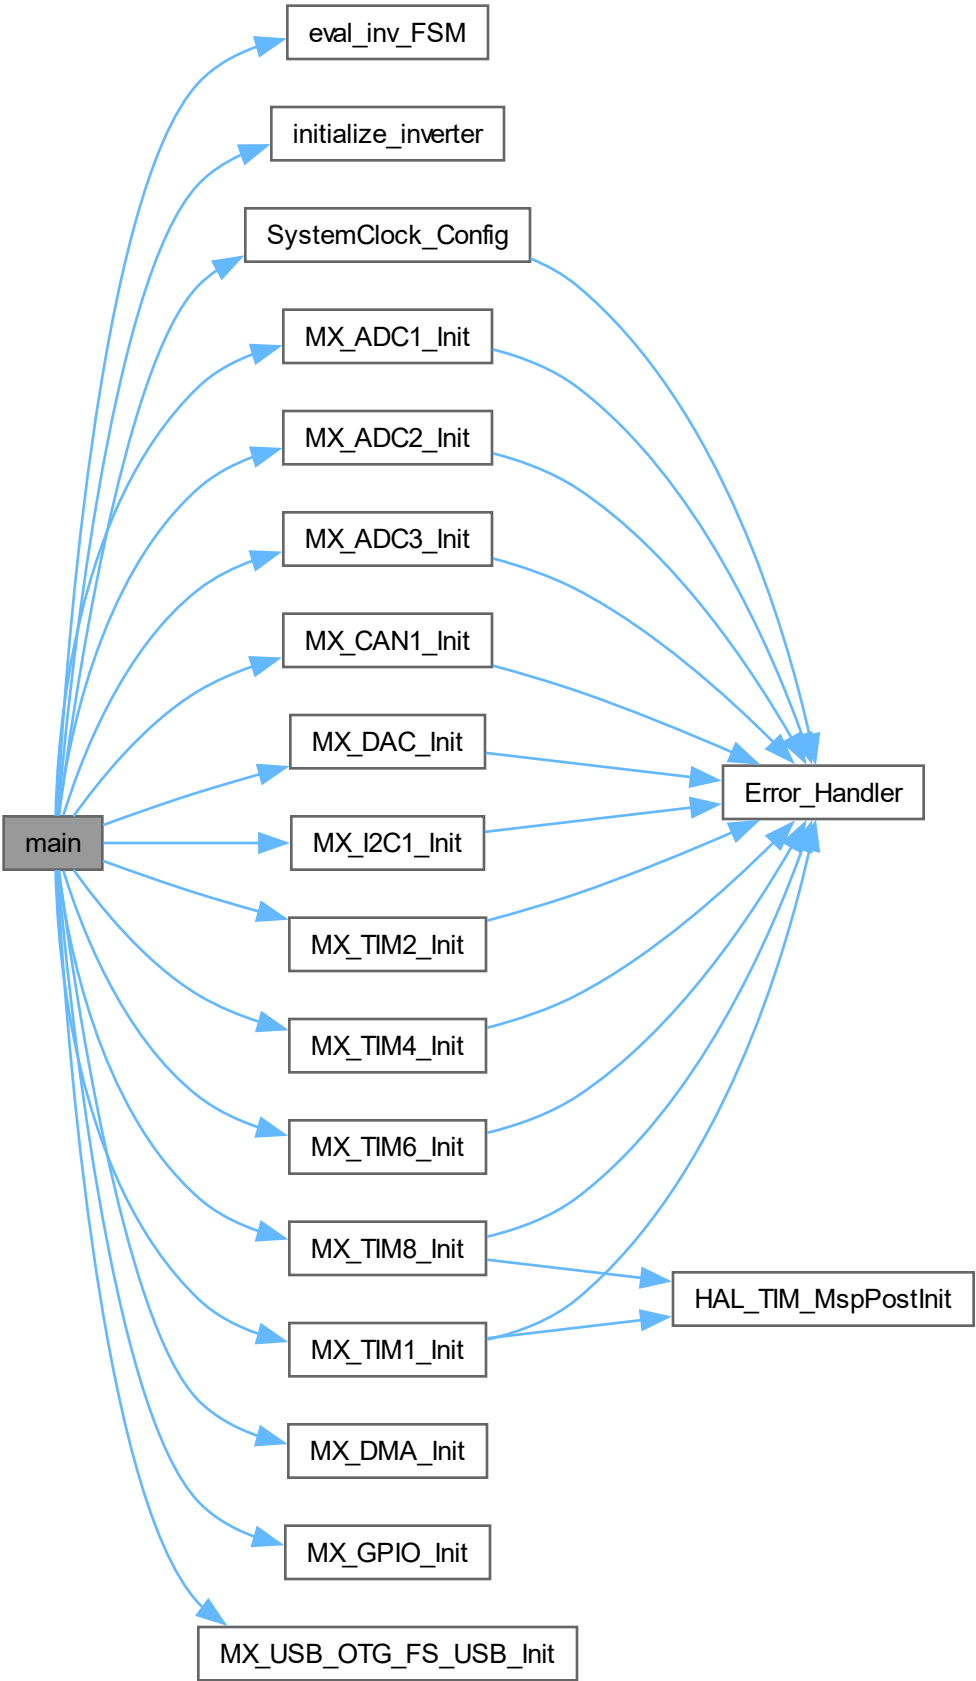 eval_inv_FSM
initialize_inverter
SystemClock_Config
MX_ADC1_Init
MX_ADC2_Init
MX_ADC3_Init
MX_CAN1_Init
MX_DAC_Init
Error_Handler
main
MX_I2C1_Init
MX_TIM2_Init
MX_TIM4_Init
MX_TIM6_Init
MX_TIM8_Init
HAL_TIM_MspPostInit
MX_TIM1_Init
MX_DMA_Init
MX_GPIO_Init
MX_USB_OTG_FS_USB_Init